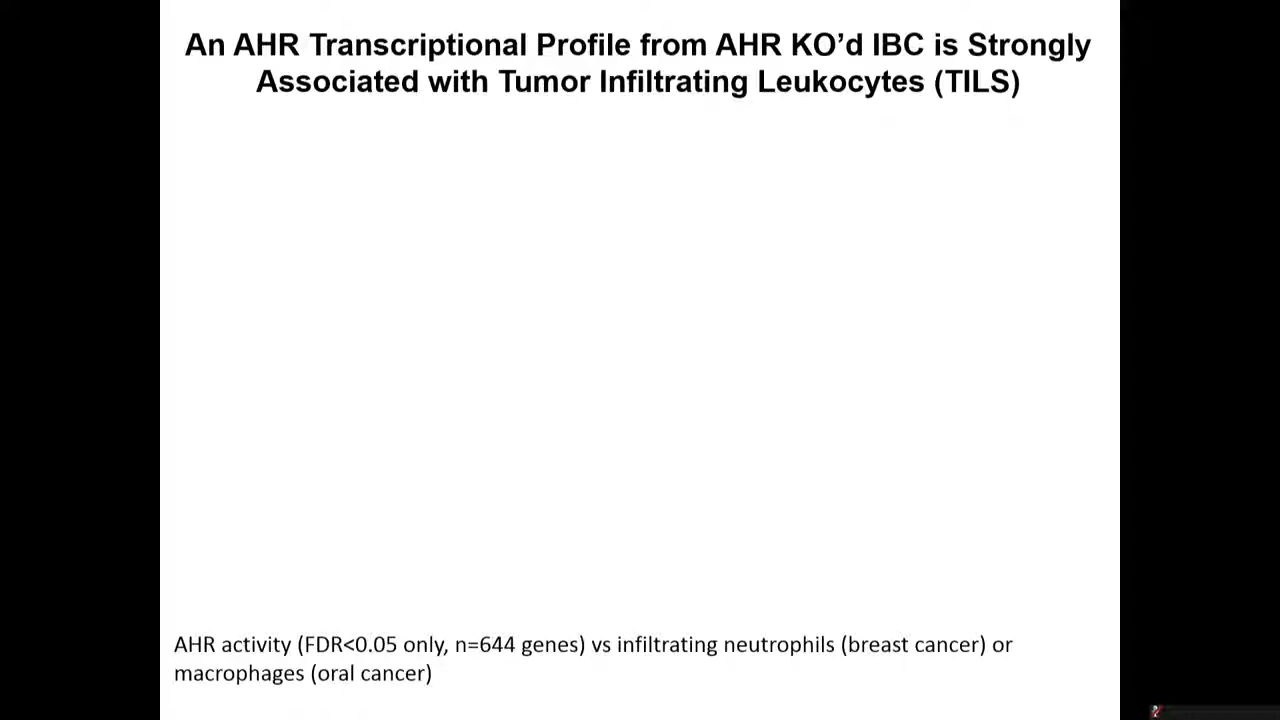 An AHR Transcriptional Profile from AHR KO’d IBC is Strongly
Associated with Tumor Infiltrating Leukocytes (TILS)
AHR activity (FDR<0.05 only, n=644 genes) vs infiltrating neutrophils (breast cancer) or
macrophages (oral cancer)